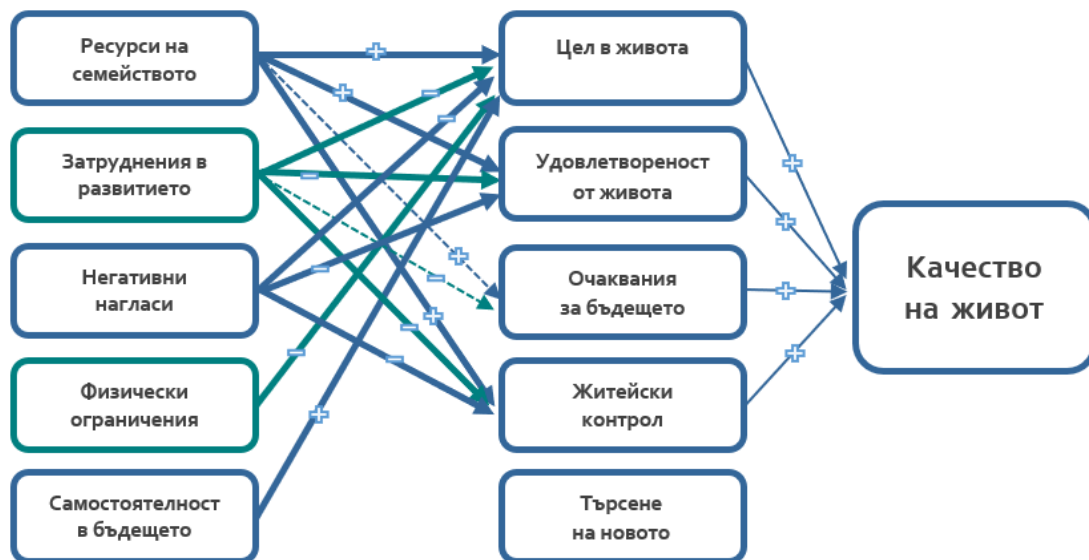 Ресурси на
семейството
Затруднения в
развитието
Негативни
нагласи
Физически
ограничения
Самостоятелност
в бъдещето
Цел в живота
Удовлетвореност
от живота
Очаквания
за бъдещето
Житейски
контрол
Търсене
на новото
Качество
на живот